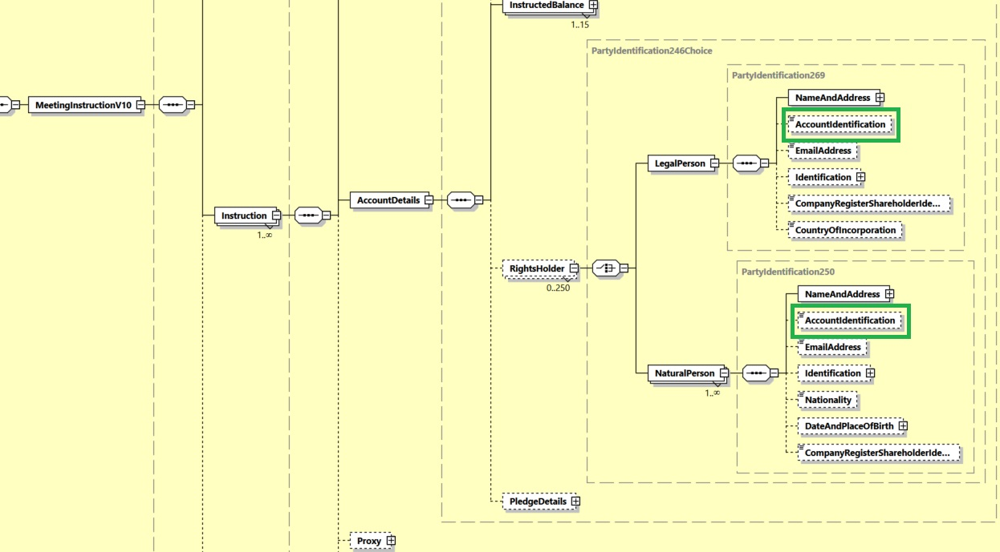 InstructedBalance
1..15
PartyIdentification246Choice
PartyIdentification269
NameAndAddress
AccountIdentification
EmailAddress
LegalPerson
Identification
CompanyRegisterShareholderIde...
CountryOfIncorporation
MeetingInstructionV10
AccountDetails
Instruction
1..∞
RightsHolder
0..250
PartyIdentification250
NameAndAddress
AccountIdentification
EmailAddress
NaturalPerson
1..∞
Identification
Nationality
DateAndPlaceOfBirth
CompanyRegisterShareholderIde...
PledgeDetails
Proxy